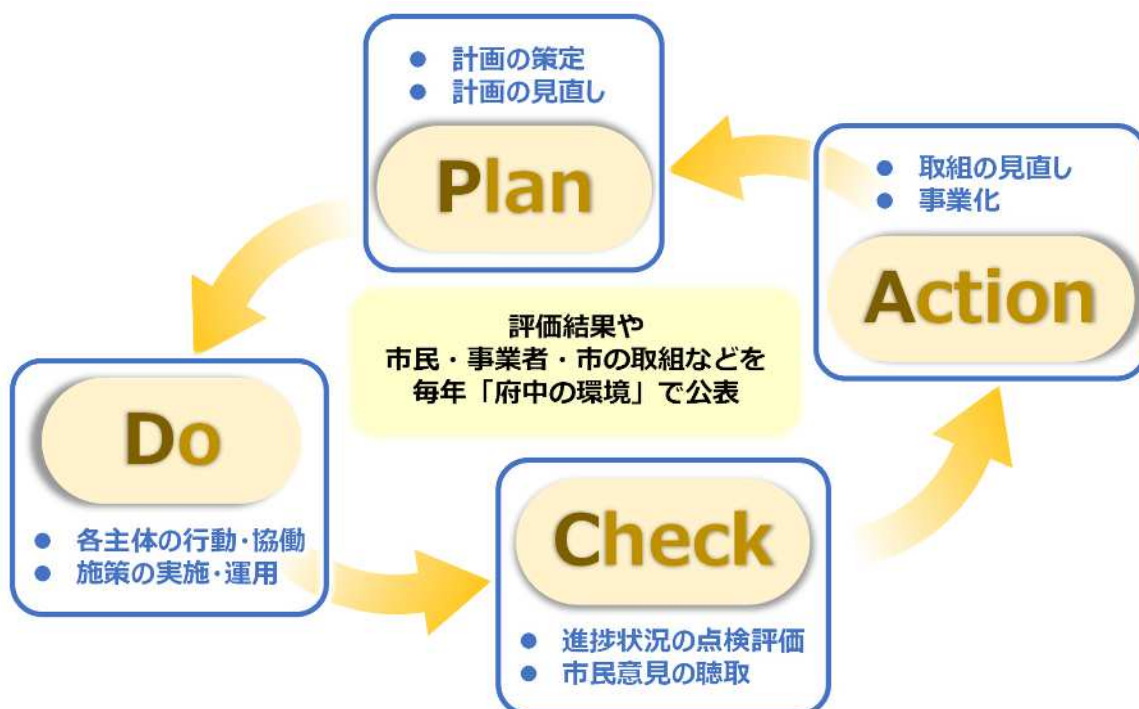 計画の策定
計画の見直し
Plan
取組の見直し
事業化
Action
評価結果や
市民・事業者・市の取組などを
毎年「府中の環境」で公表
Do
各主体の行動・協働
施策の実施・運用
Check
進捗状況の点検評価
市民意見の聴取